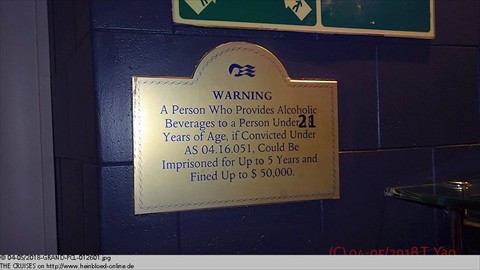 WARNING
A Person Who Provides Alcoholic
Beverages to a Person Under 21
Years of Age, if Convicted Under
AS 04.16.051, Could Be
Imprisoned for Up to 5 Years and
Fined Up to $ 50,000.
(C) 04-05/2018 T. Yao
© 04-05/2018-GRAND-PCL-012601.jpg
THE CRUISES on http://www.heinbloed-online.de